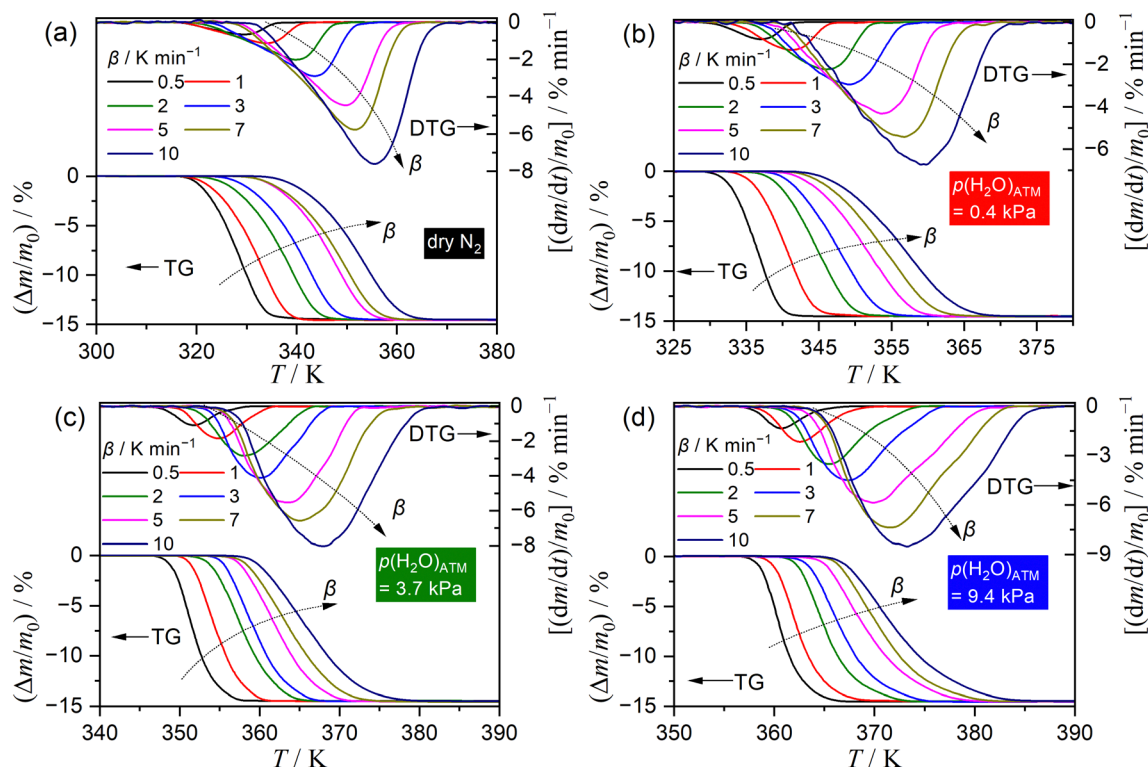 (a)
β / K min⁻¹
0.5 1
2 3
5 7
10
DTG
β
β
TG
dry N₂
0
−2
−4
−6
−8
[(dm/dt)/m₀] / % min⁻¹
0
−5
−10
−15
(Δm/m₀) / %
300 320 340 360 380
T / K
(b)
β / K min⁻¹
0.5 1
2 3
5 7
10
DTG
β
β
TG
p(H₂O)ATM
= 0.4 kPa
0
−2
−4
−6
[(dm/dt)/m₀] / % min⁻¹
0
−5
−10
−15
(Δm/m₀) / %
325 335 345 355 365 375
T / K
(c)
β / K min⁻¹
0.5 1
2 3
5 7
10
DTG
β
β
TG
p(H₂O)ATM
= 3.7 kPa
0
−2
−4
−6
−8
[(dm/dt)/m₀] / % min⁻¹
0
−5
−10
−15
(Δm/m₀) / %
340 350 360 370 380 390
T / K
(d)
β / K min⁻¹
0.5 1
2 3
5 7
10
DTG
β
β
TG
p(H₂O)ATM
= 9.4 kPa
0
−3
−6
−9
[(dm/dt)/m₀] / % min⁻¹
0
−5
−10
−15
(Δm/m₀) / %
350 360 370 380 390
T / K